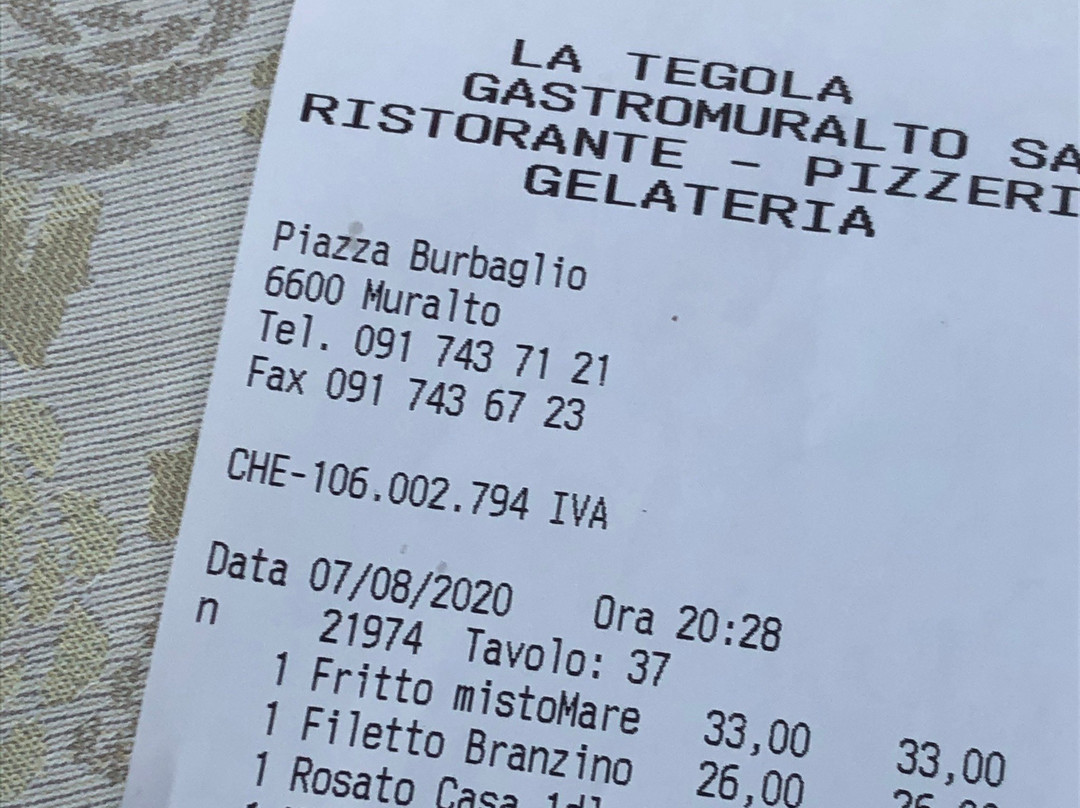 LA TEGOLA
GASTROMURALTO SA
RISTORANTE - PIZZERI
GELATERIA
Piazza Burbaglio
6600 Muralto
Tel. 091 743 71 21
Fax 091 743 67 23
CHE-106.002.794 IVA
Data 07/08/2020 Ora 20:28
n 21974 Tavolo: 37
1 Fritto mistoMare 33,00 33,00
1 Filetto Branzino 26,00
1 Rosato Casa 1dl